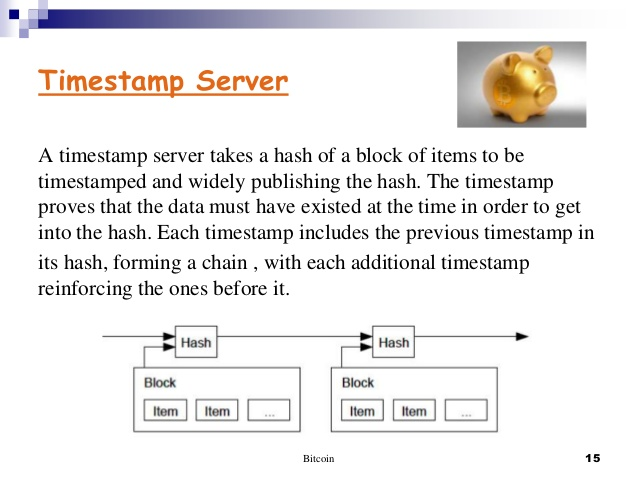 Timestamp Server
A timestamp server takes a hash of a block of items to be
timestamped and widely publishing the hash. The timestamp
proves that the data must have existed at the time in order to get
into the hash. Each timestamp includes the previous timestamp in
its hash, forming a chain , with each additional timestamp
reinforcing the ones before it.
Hash Hash
Block Block
Item Item ... Item Item ...
Bitcoin 15